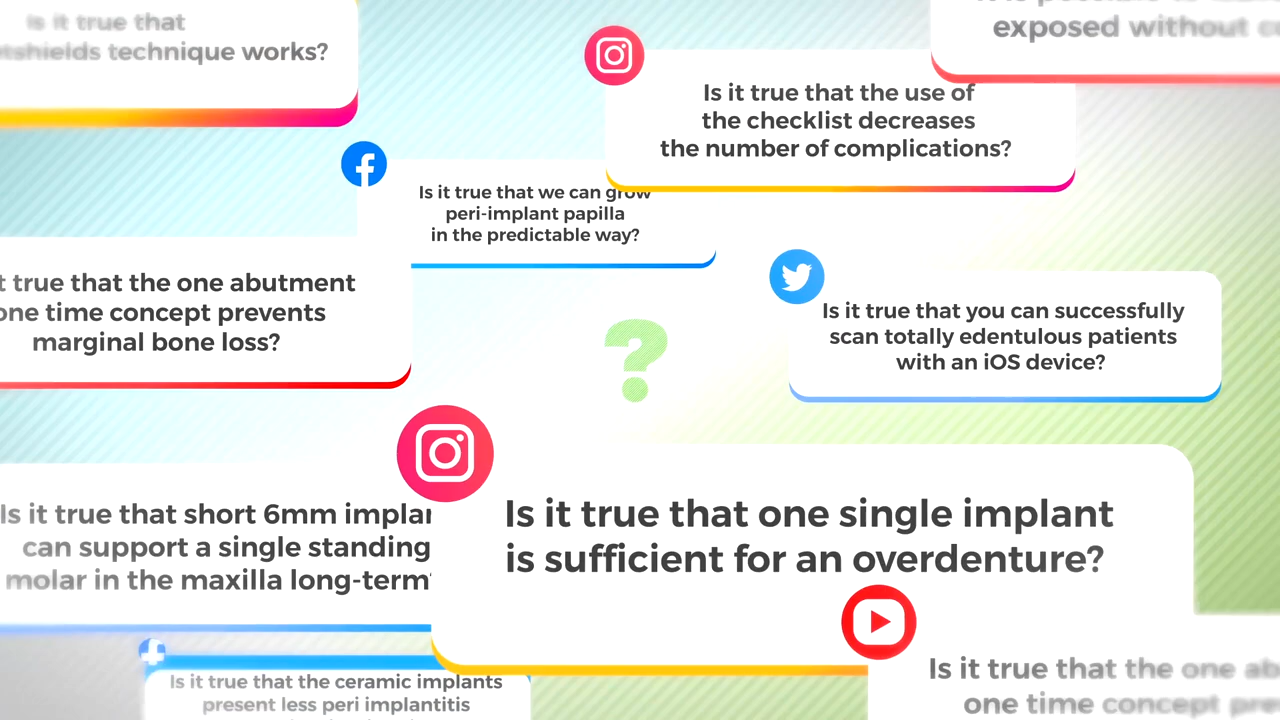 is it true that
technique works?
exposed without
Is it true that the use of
the checklist decreases
the number of complications?
Is it true that we can grow
peri-implant papilla
in the predictable way?
t true that the one abutment
one time concept prevents
marginal bone loss?
Is it true that you can successfully
scan totally edentulous patients
with an iOS device?
?
Is it true that short 6mm
can support a single standing
molar in the maxilla long-term
Is it true that one single implant
is sufficient for an overdenture?
Is it true that the ceramic implants
present less peri implantitis
Is it true that the one
one time concept